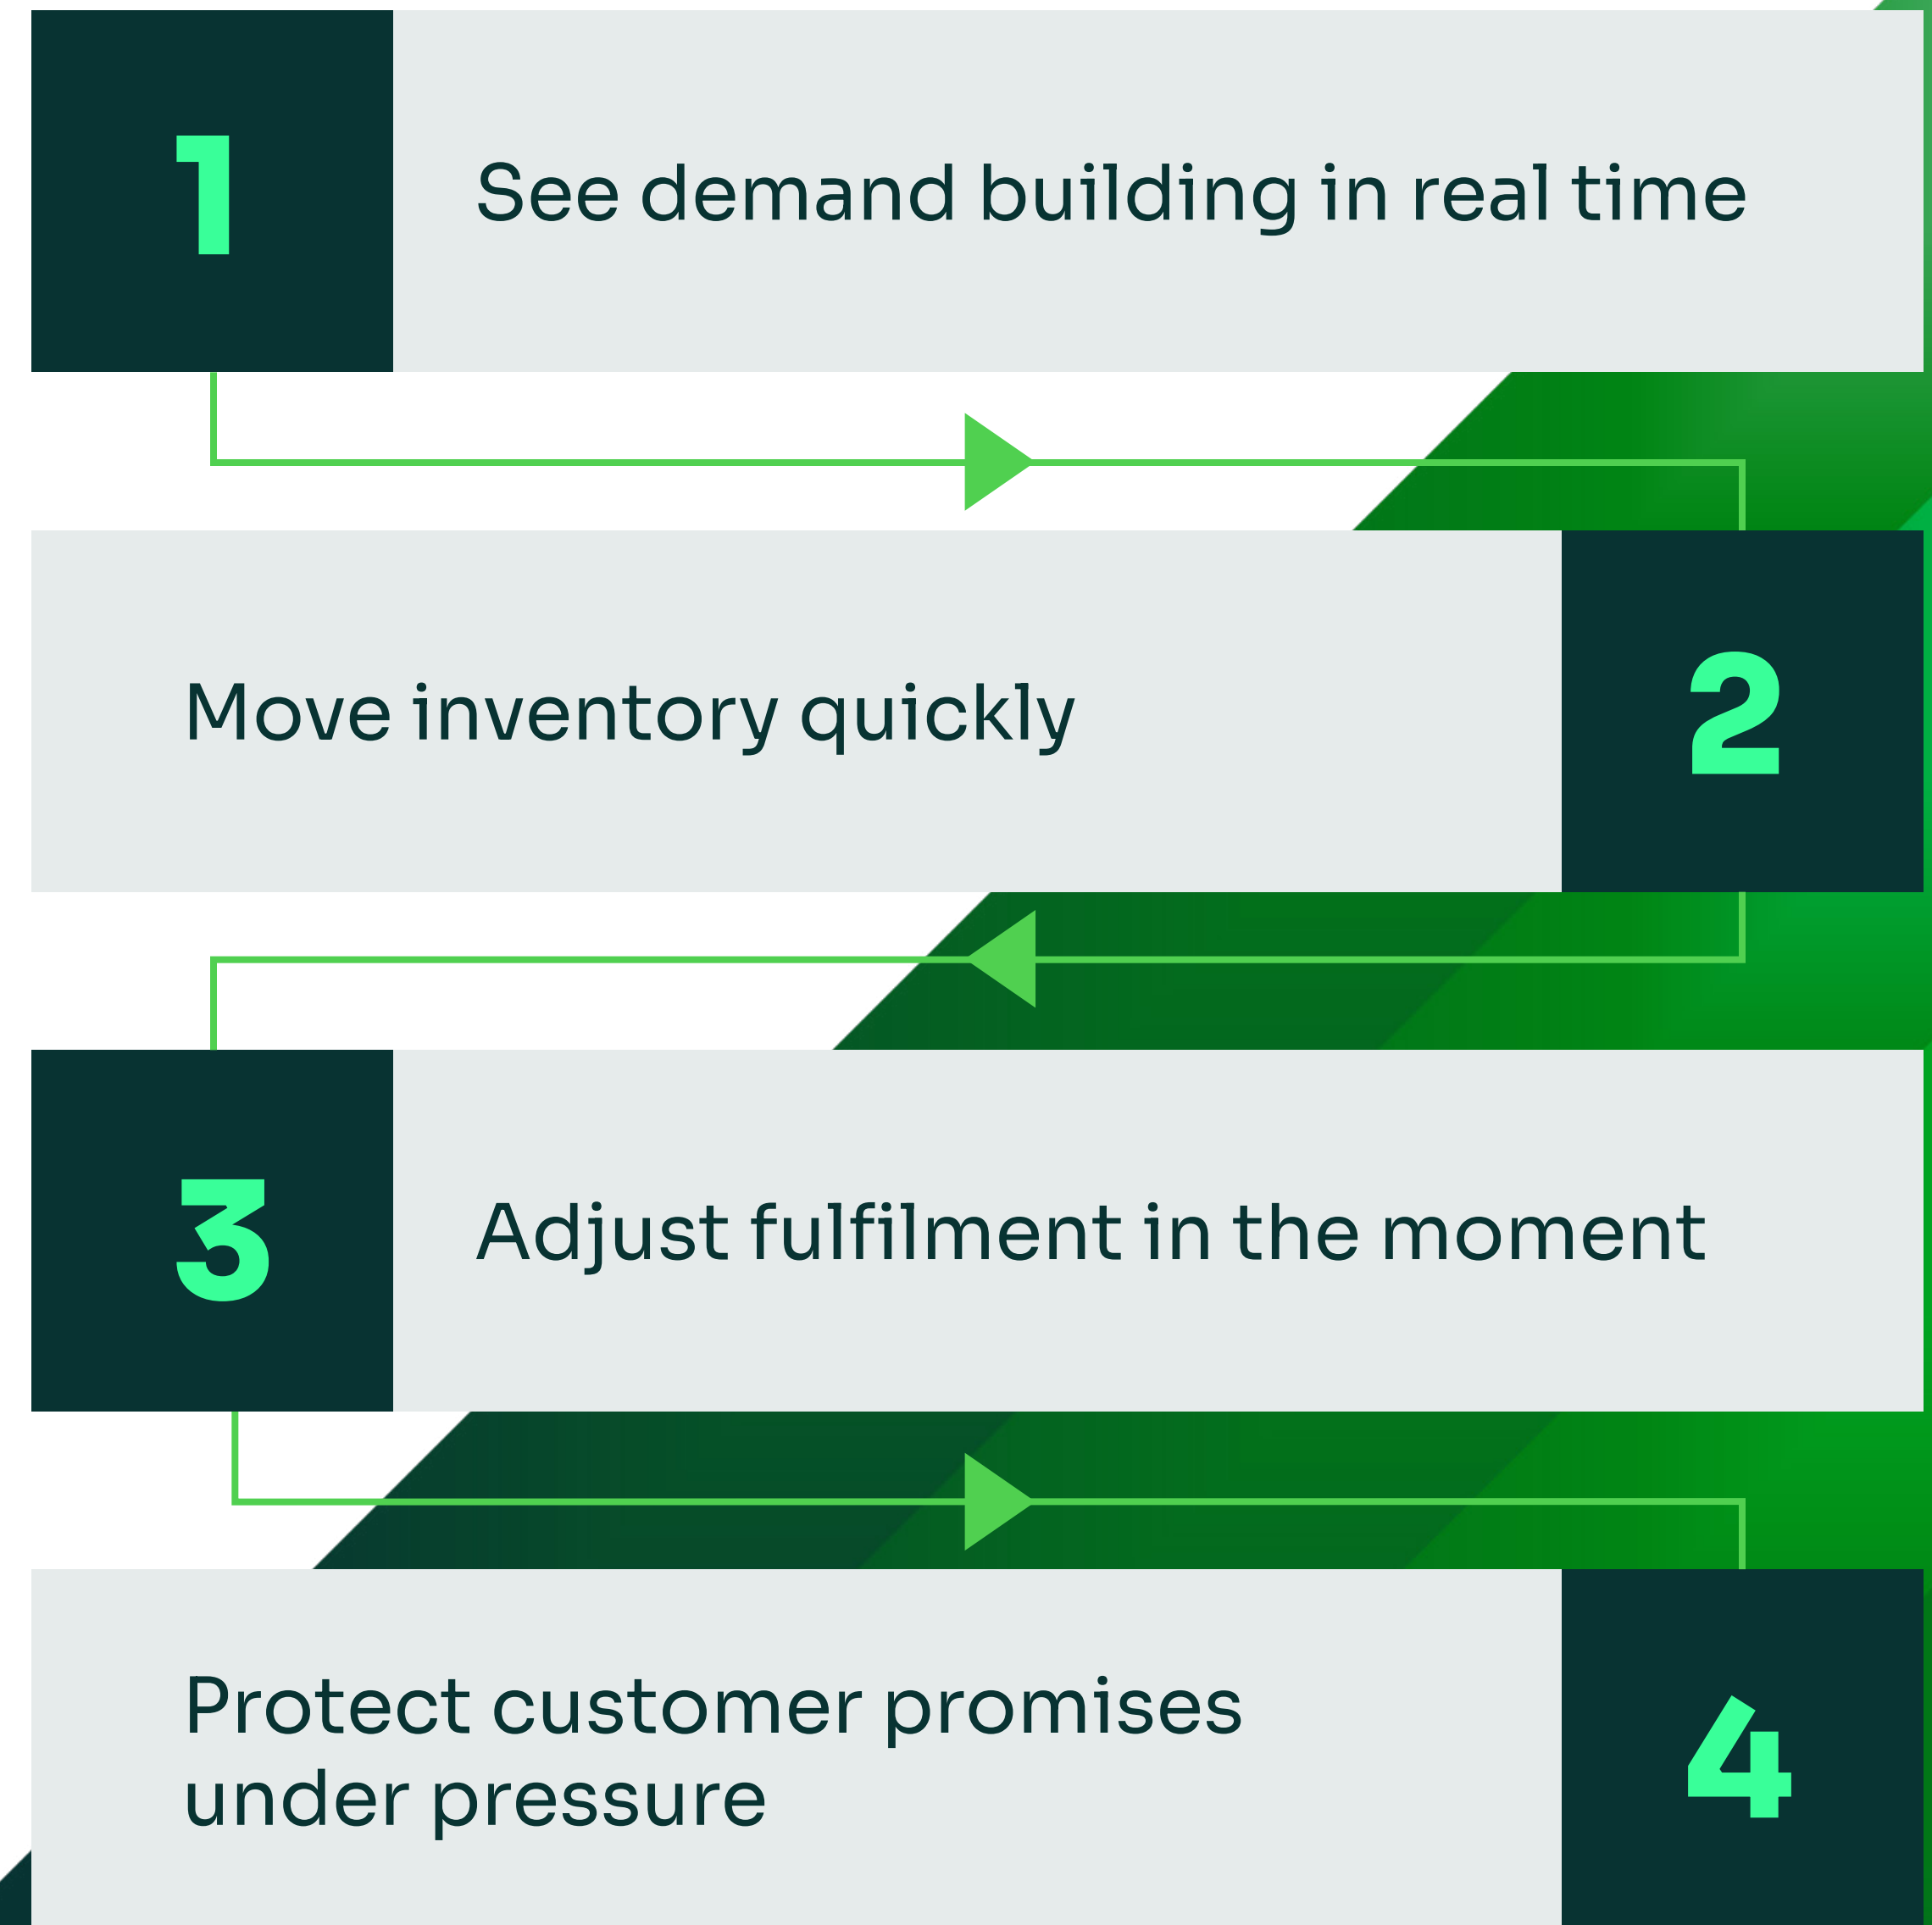 1
See demand building in real time
Move inventory quickly
2
3
Adjust fulfilment in the moment
Protect customer promises
under pressure
4